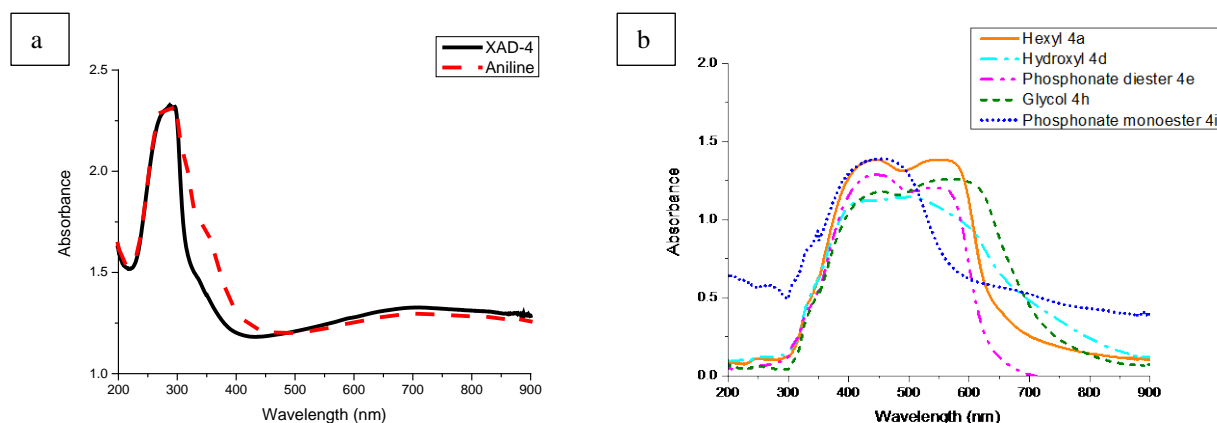 a
XAD-4
Aniline
2.5
2.0
1.5
1.0
200 300 400 500 600 700 800 900
Absorbance
Wavelength (nm)
b
Hexyl 4a
Hydroxyl 4d
Phosphonate diester 4e
Glycol 4h
Phosphonate monoester 4i
2.0
1.5
1.0
0.5
0.0
200 300 400 500 600 700 800 900
Absorbance
Wavelength (nm)